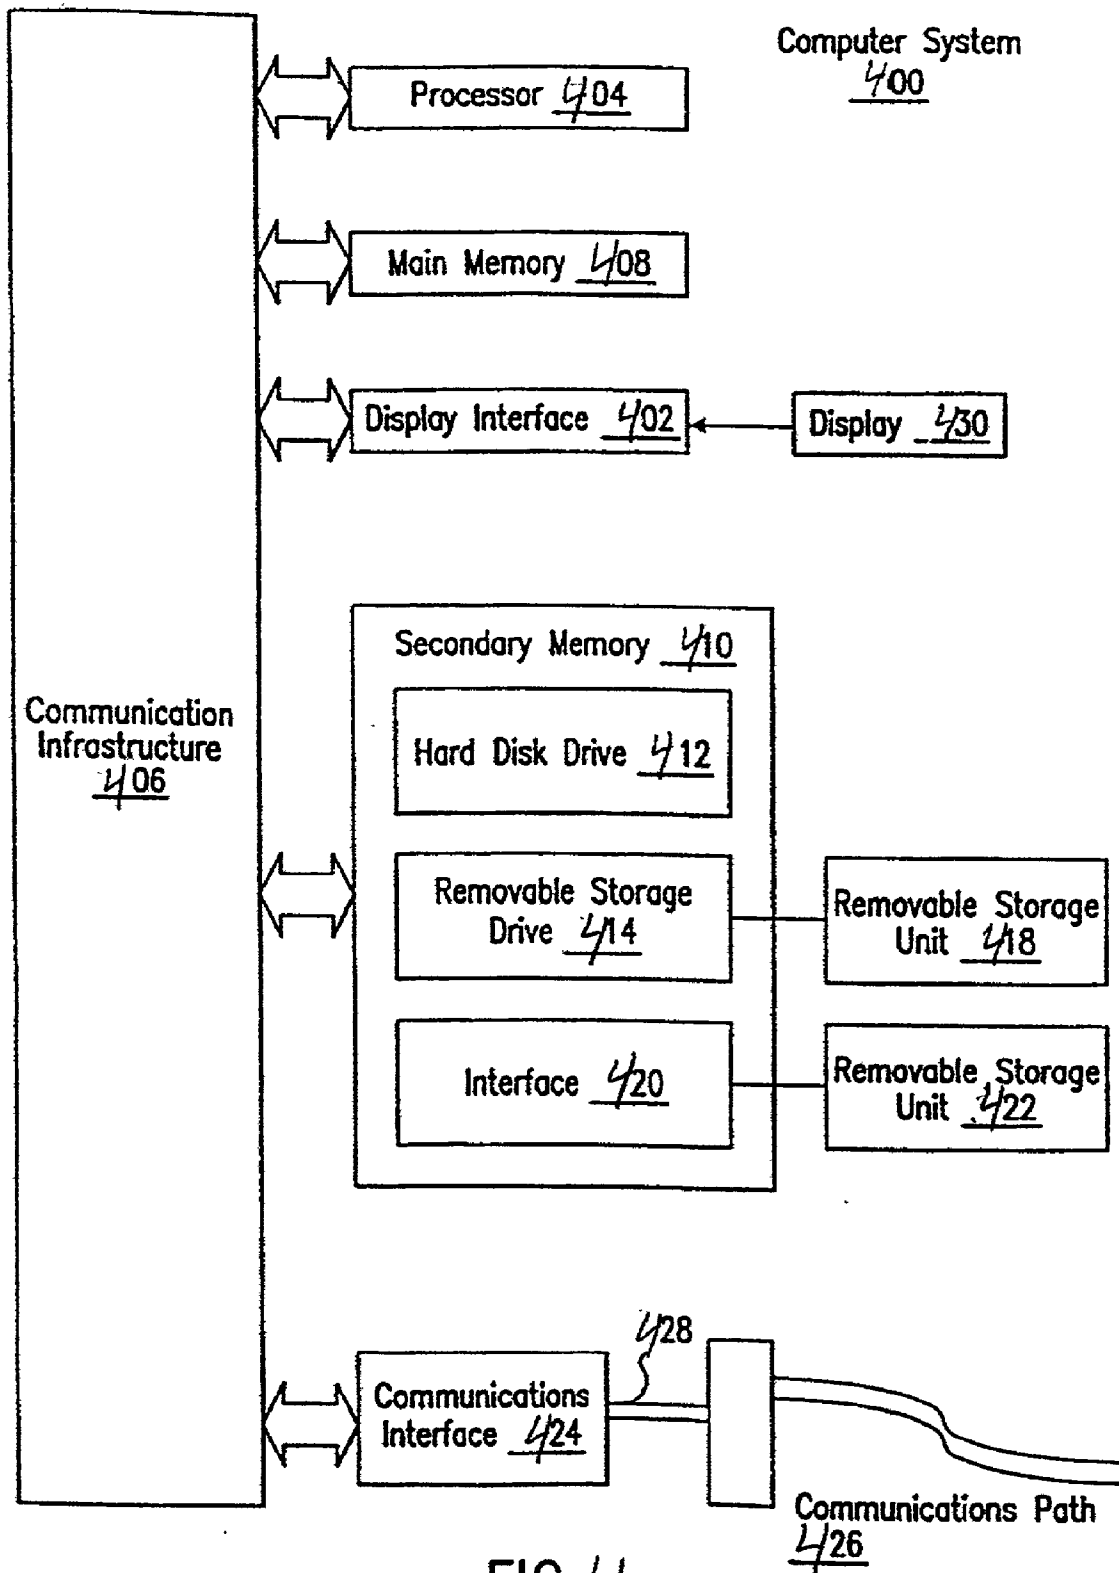 Computer System
400
Processor 404
Main Memory 408
Display Interface 402
Display 430
Secondary Memory 410
Hard Disk Drive 412
Communication
Infrastructure
406
Removable Storage
Drive 414
Removable Storage
Unit 418
Interface 420
Removable Storage
Unit 422
428
Communications
Interface 424
Communications Path
426
FIG. 4